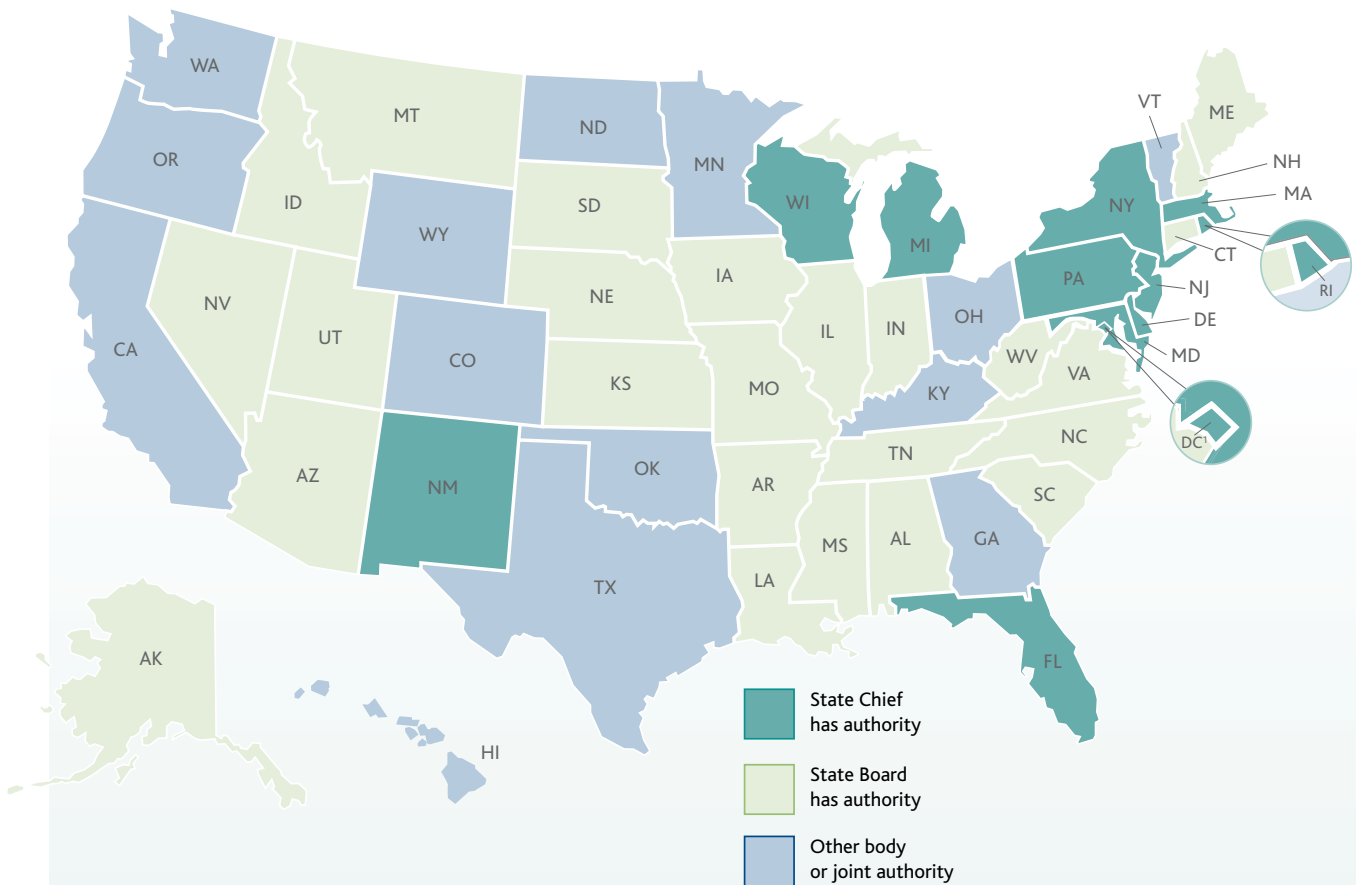 WA
OR
CA
ID
NV
MT
WY
UT
AZ
CO
NM
ND
SD
NE
KS
OK
TX
MN
IA
MO
AR
LA
WI
IL
MI
IN
OH
KY
TN
MS
AL
GA
FL
SC
NC
VA
WV
PA
NY
VT
ME
NH
MA
CT
RI
NJ
DE
MD
DC¹
AK
HI
State Chief
has authority
State Board
has authority
Other body
or joint authority